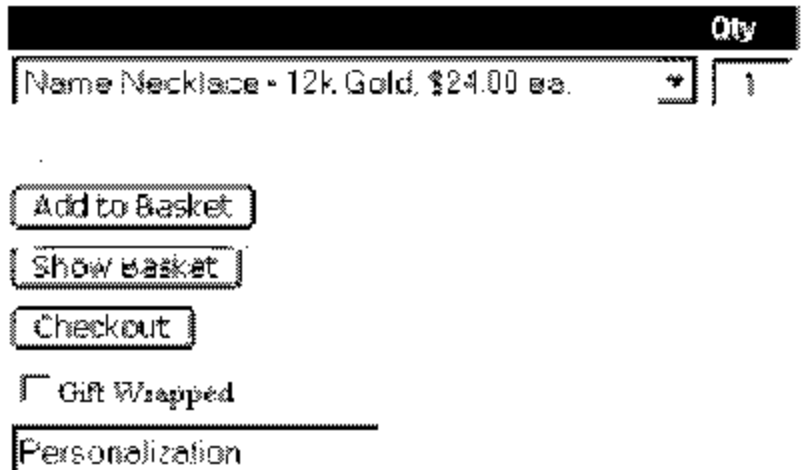 Qty
Name Necklace - 12k Gold, $24.00 ea. 1
Add to Basket
Show Basket
Checkout
Gift Wrapped
Personalization